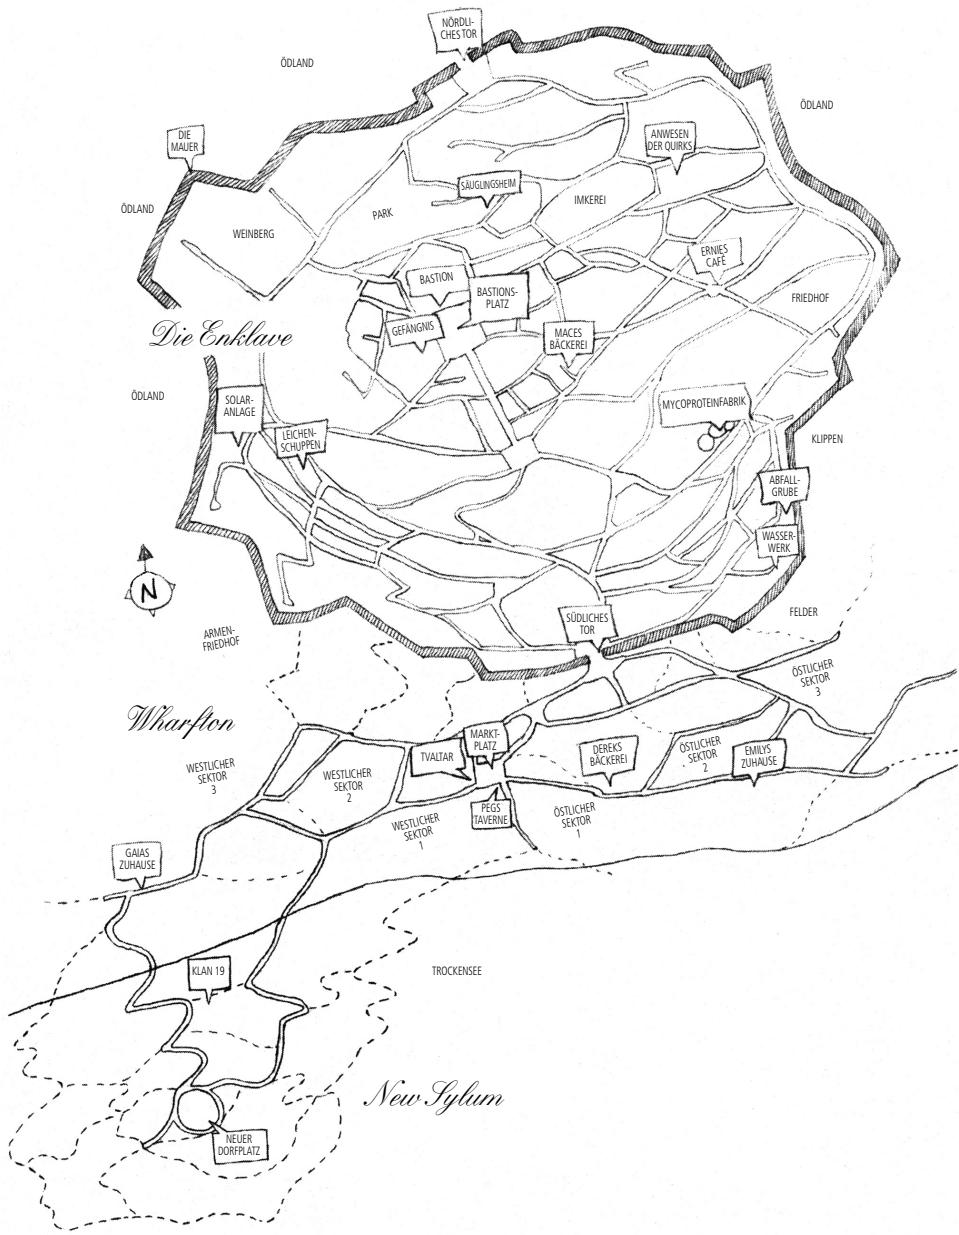 NÖRDLI-
CHES TOR
ÖDLAND
ÖDLAND
DIE
MAUER
ANWESEN
DER QUIRKS
SÄUGLINGSHEIM
IMKEREI
ÖDLAND
PARK
WEINBERG
ERNIES
CAFÉ
BASTION
BASTIONS-
PLATZ
FRIEDHOF
GEFÄNGNIS
MACES
BÄCKEREI
Die Enklave
ÖDLAND
SOLAR-
ANLAGE
MYCOPROTEINFABRIK
LEICHEN-
SCHUPPEN
KLIPPEN
ABFALL-
GRUBE
WASSER-
WERK
N
SÜDLICHES
TOR
FELDER
ARMEN-
FRIEDHOF
ÖSTLICHER
SEKTOR
3
Wharfton
MARKT-
PLATZ
TVALTAR
DEREKS
BÄCKEREI
ÖSTLICHER
SEKTOR
2
EMILYS
ZUHAUSE
WESTLICHER
SEKTOR
3
WESTLICHER
SEKTOR
2
PEGS
TAVERNE
WESTLICHER
SEKTOR
1
ÖSTLICHER
SEKTOR
1
GAIAS
ZUHAUSE
KLAN 19
TROCKENSEE
New Sylum
NEUER
DORFPLATZ